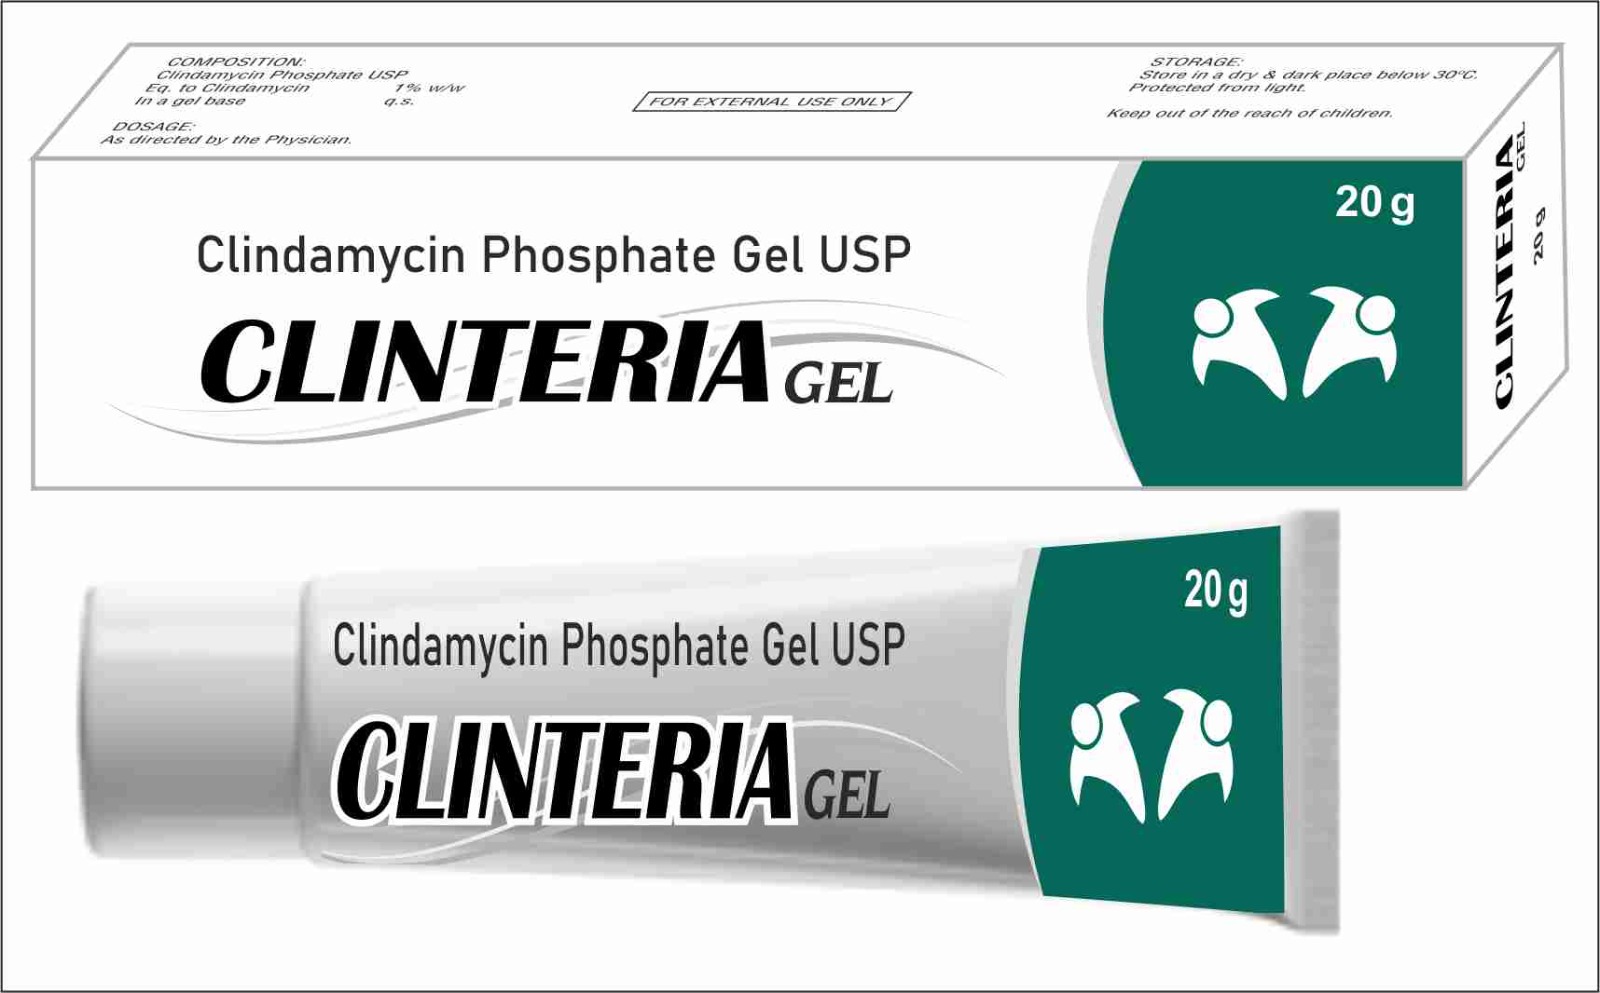 COMPOSITION:
Clindamycin Phosphate USP
Eq. to Clindamycin 1% w/w
In a gel base q.s.
DOSAGE:
As directed by the Physician.
FOR EXTERNAL USE ONLY
STORAGE:
Store in a dry & dark place below 30°C.
Protected from light.
Keep out of the reach of children.
20 g
Clindamycin Phosphate Gel USP
CLINTERIA GEL
CLINTERIA GEL
20 g
20 g
Clindamycin Phosphate Gel USP
CLINTERIA GEL